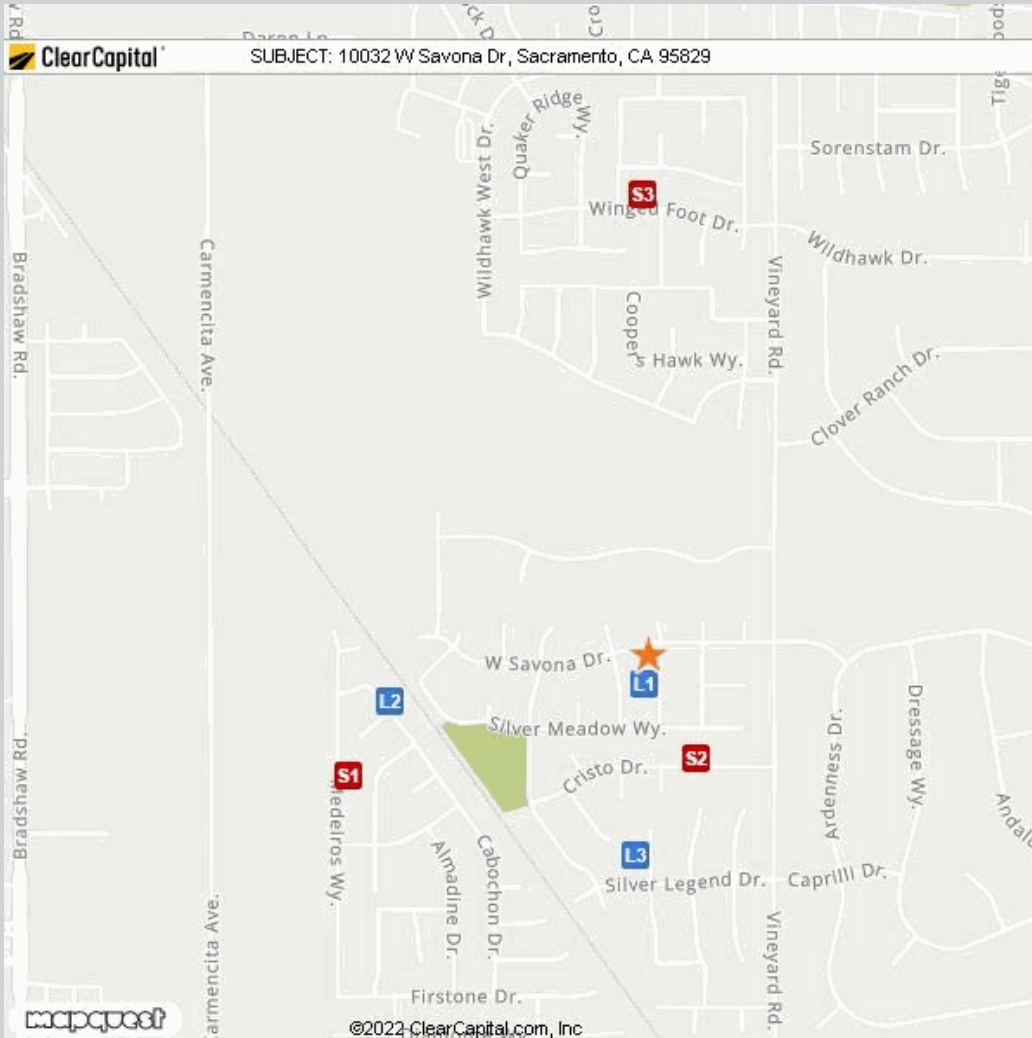 ClearCapital
SUBJECT: 10032 W Savona Dr, Sacramento, CA 95829
Quaker Ridge Wy.
Wildhawk West Dr.
Sorenstam Dr.
S3
Winged Foot Dr.
Wildhawk Dr.
Carmencita Ave.
Bradshaw Rd.
Vineyard Rd.
Cooper's Hawk Wy.
Clover Ranch Dr.
W Savona Dr.
L1
L2
Silver Meadow Wy.
S2
S1
Cristo Dr.
Medeiros Wy.
Ardenness Dr.
Dressage Wy.
Bradshaw Rd.
L3
Almadine Dr.
Cabochon Dr.
Silver Legend Dr.
Caprilli Dr.
Carmencita Ave.
Vineyard Rd.
Firstone Dr.
mapquest
©2022 ClearCapital.com, Inc